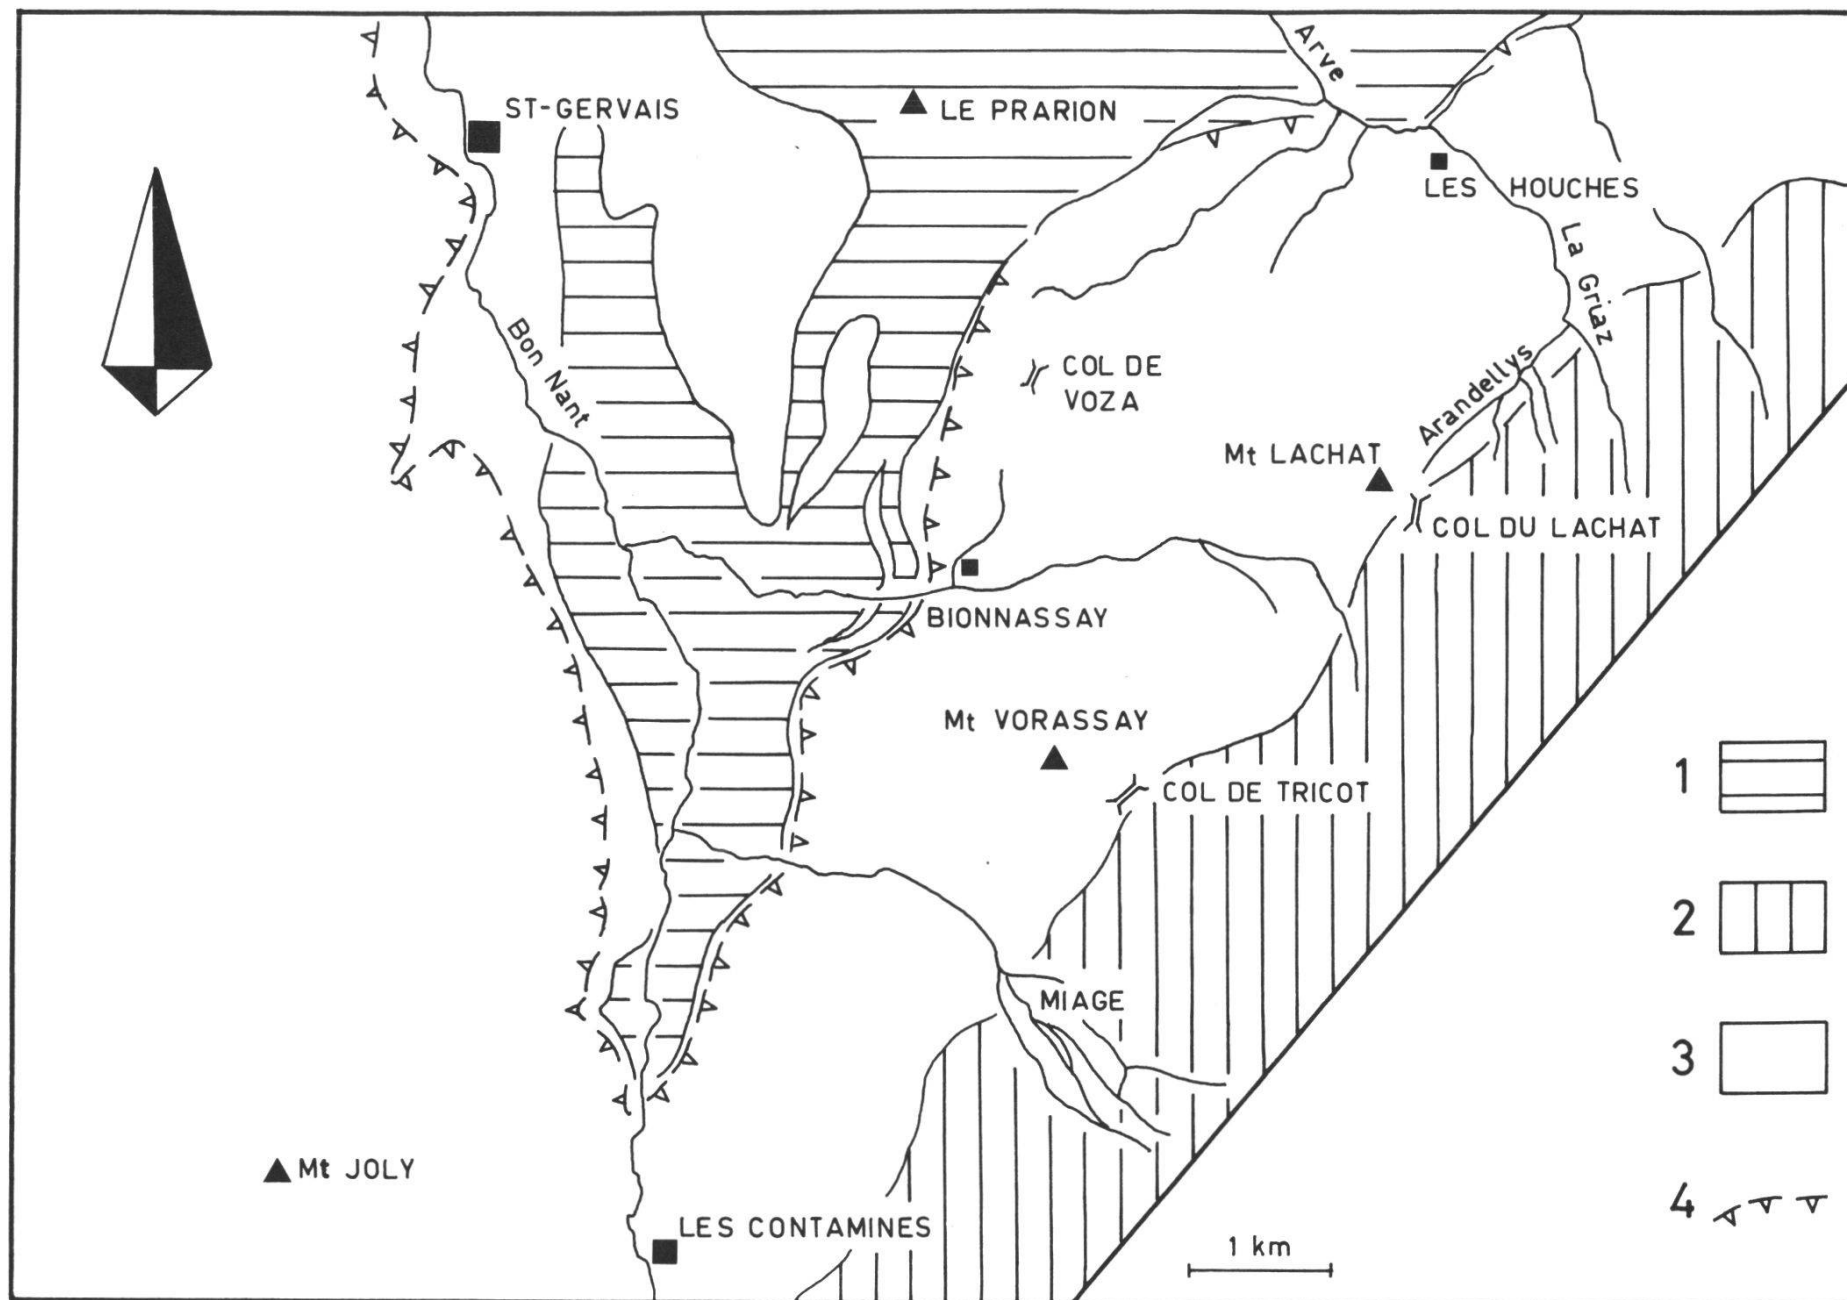 Arve
ST-GERVAIS
LE PRARION
LES HOUCHES
La Griaz
Bon Nant
COL DE
VOZA
Arandellys
Mt LACHAT
COL DU LACHAT
BIONNASSAY
Mt VORASSAY
COL DE TRICOT
1
2
MIAGE
3
Mt JOLY
4
LES CONTAMINES
1 km